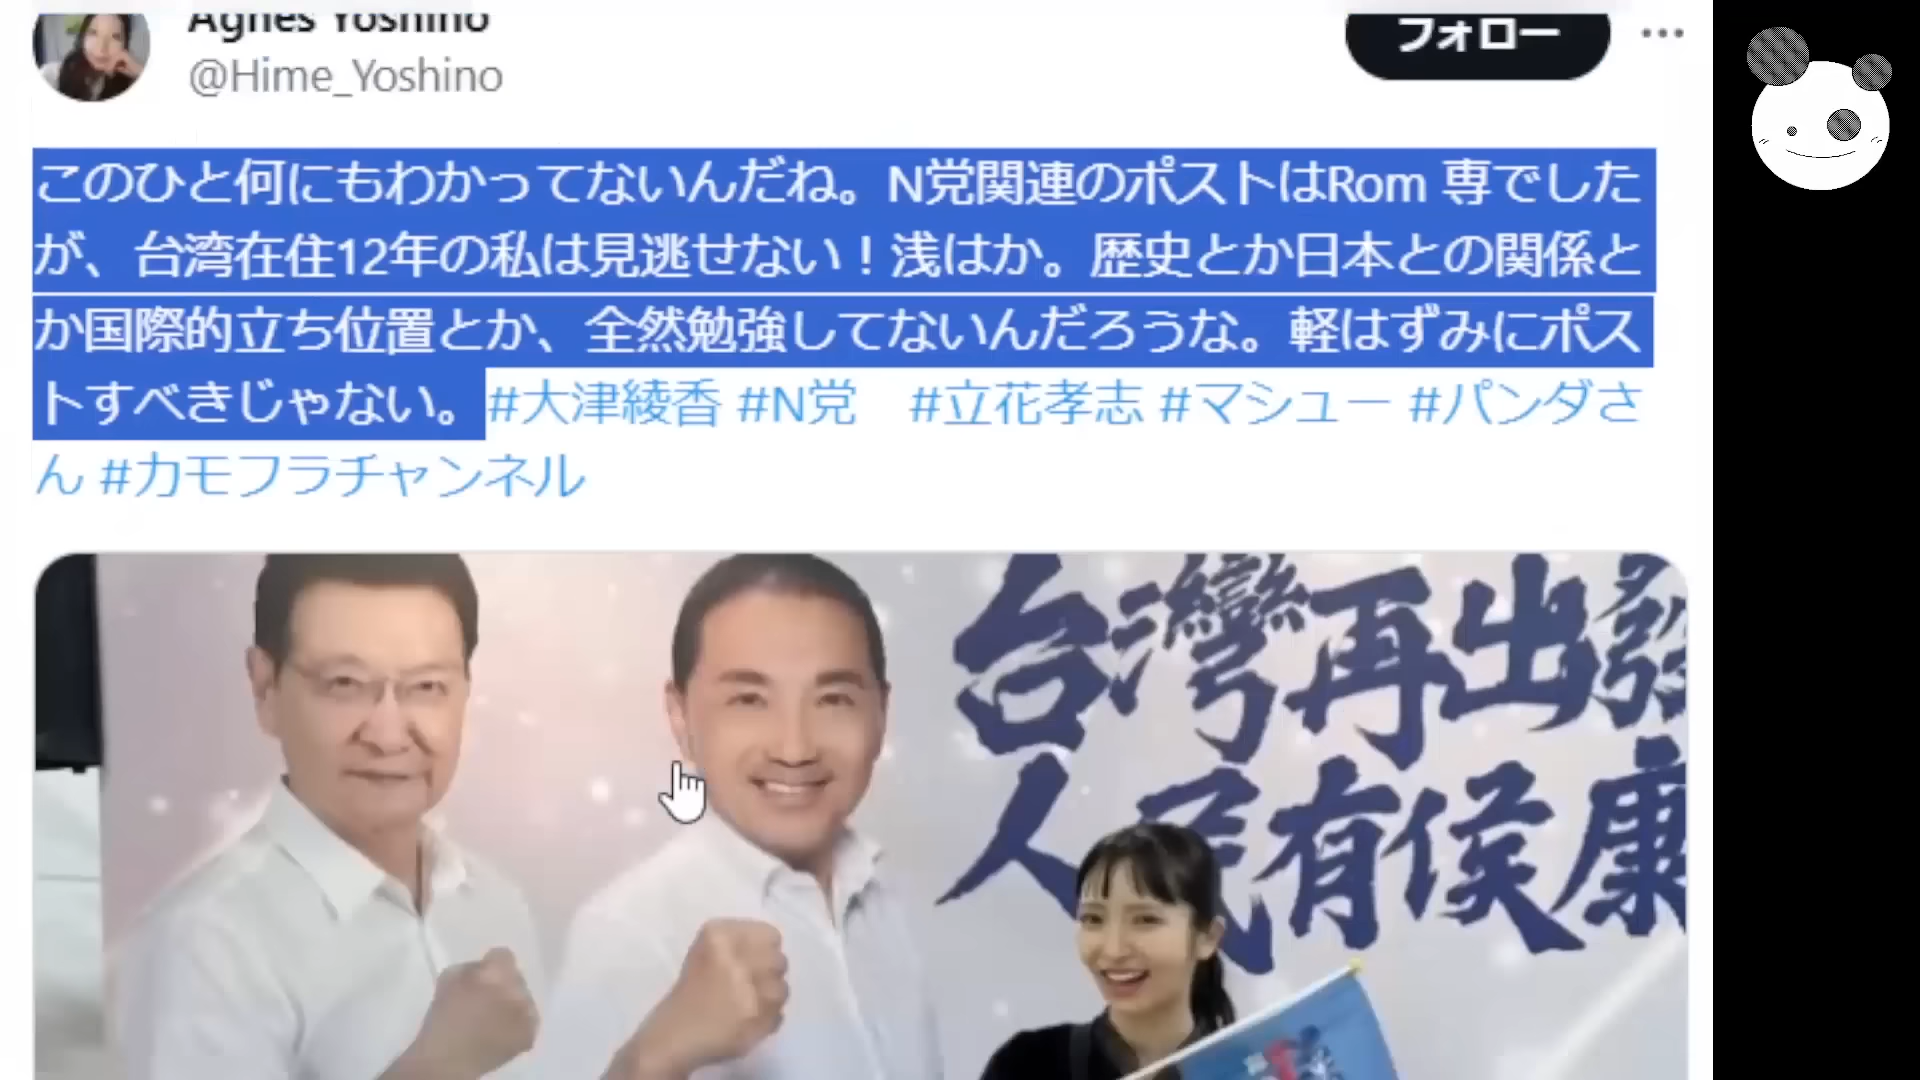 Agnes Yoshino
フォロー
@Hime_Yoshino
このひと何にもわかってないんだね。N党関連のポストはRom 専でした
が、台湾在住12年の私は見逃せない！浅はか。歴史とか日本との関係と
か国際的立ち位置とか、全然勉強してないんだろうな。軽はずみにポス
トすべきじゃない。#大津綾香 #N党　#立花孝志 #マシュー #パンダさ
ん #カモフラチャンネル
台灣再出發
人民有侯康